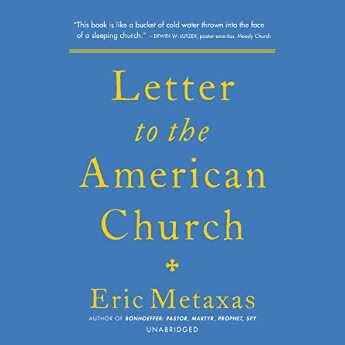 "This book is like a bucket of cold water thrown into the face
of a sleeping church." — ERWIN W. LUTZER, pastor emeritus, Moody Church
Letter
to the
American
Church
Eric Metaxas
AUTHOR OF BONHOEFFER: PASTOR, MARTYR, PROPHET, SPY
UNABRIDGED